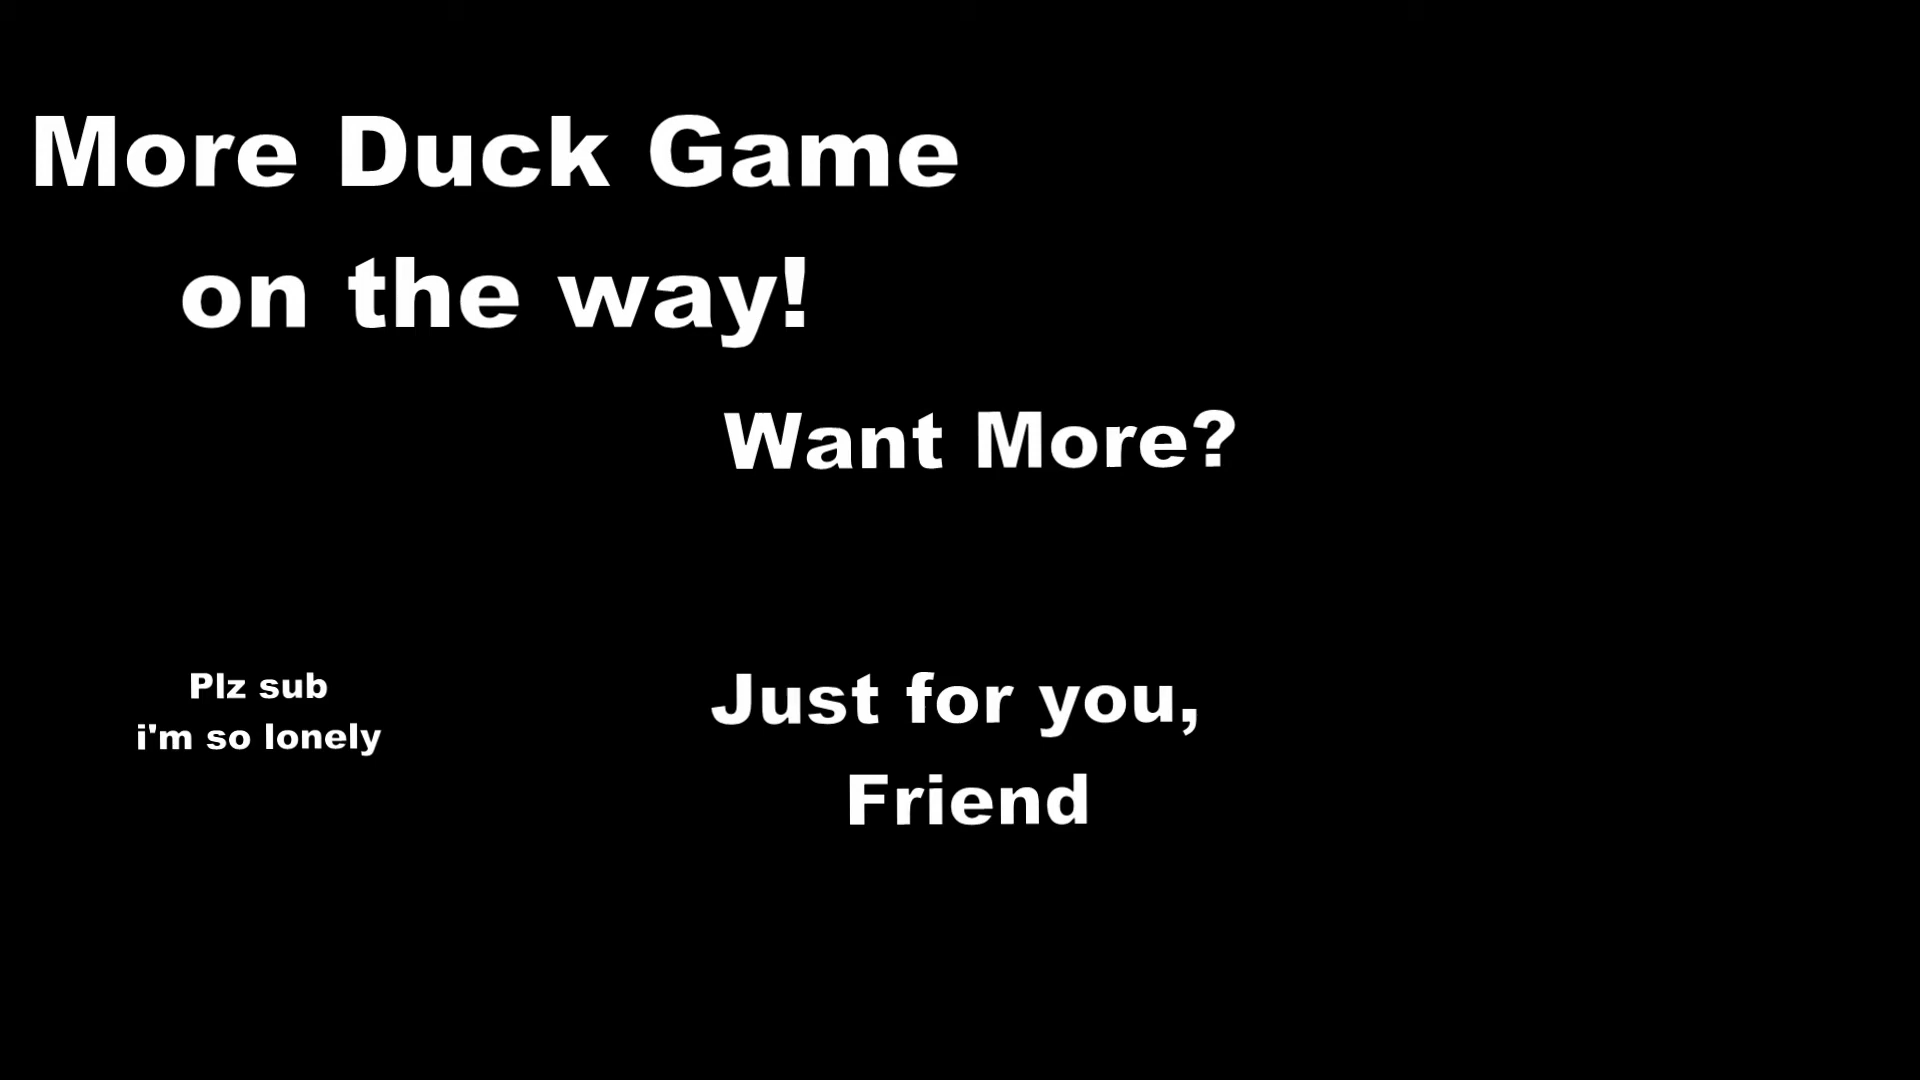 More Duck Game
on the way!
Want More?
Plz sub
i'm so lonely
Just for you,
Friend